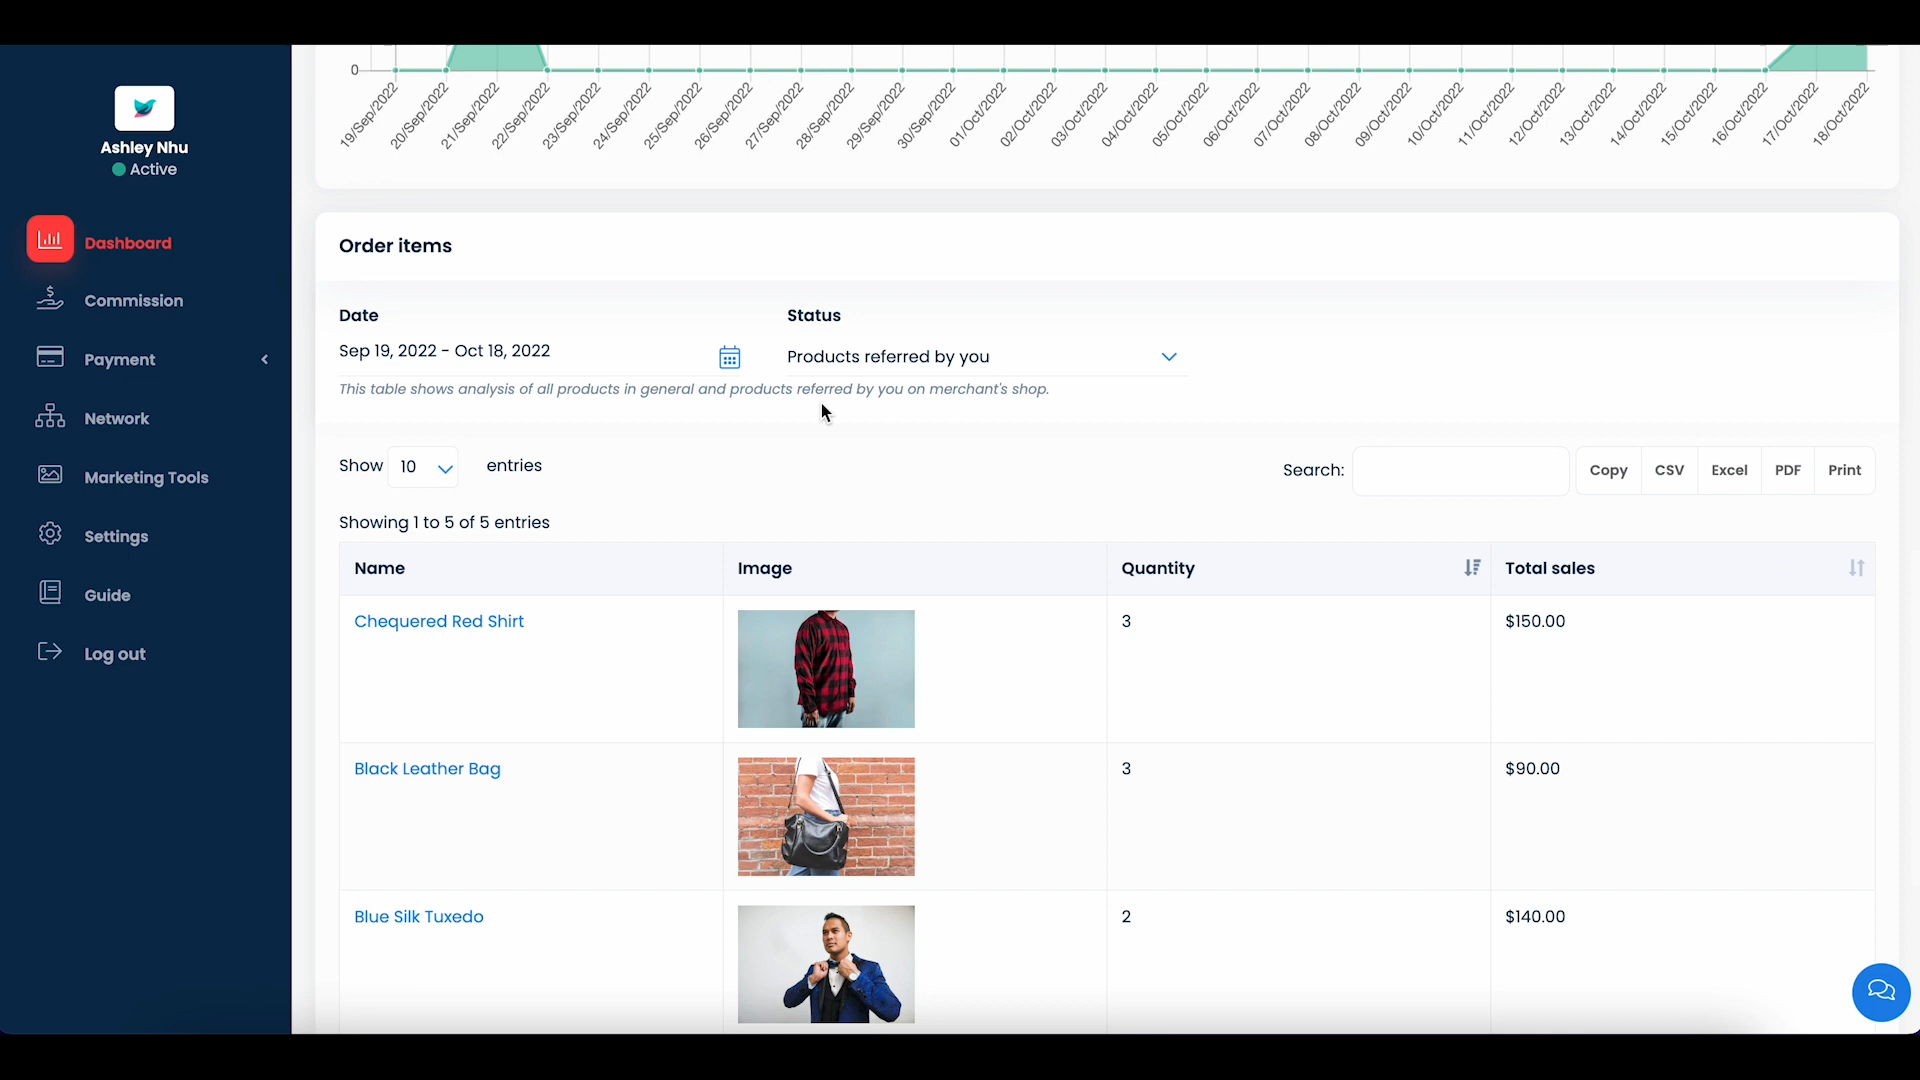 0
19/Sep/2022 20/Sep/2022 21/Sep/2022 22/Sep/2022 23/Sep/2022 24/Sep/2022 25/Sep/2022 26/Sep/2022 27/Sep/2022 28/Sep/2022 29/Sep/2022 30/Sep/2022 01/Oct/2022 02/Oct/2022 03/Oct/2022 04/Oct/2022 05/Oct/2022 06/Oct/2022 07/Oct/2022 08/Oct/2022 09/Oct/2022 10/Oct/2022 11/Oct/2022 12/Oct/2022 13/Oct/2022 14/Oct/2022 15/Oct/2022 16/Oct/2022 17/Oct/2022 18/Oct/2022
Ashley Nhu
Active
Dashboard
Commission
Payment
Network
Marketing Tools
Settings
Guide
Log out
Order items
Date Status
Sep 19, 2022 - Oct 18, 2022 Products referred by you
This table shows analysis of all products in general and products referred by you on merchant's shop.
Show 10 entries Search: Copy CSV Excel PDF Print
Showing 1 to 5 of 5 entries
Name Image Quantity Total sales
Chequered Red Shirt 3 $150.00
Black Leather Bag 3 $90.00
Blue Silk Tuxedo 2 $140.00